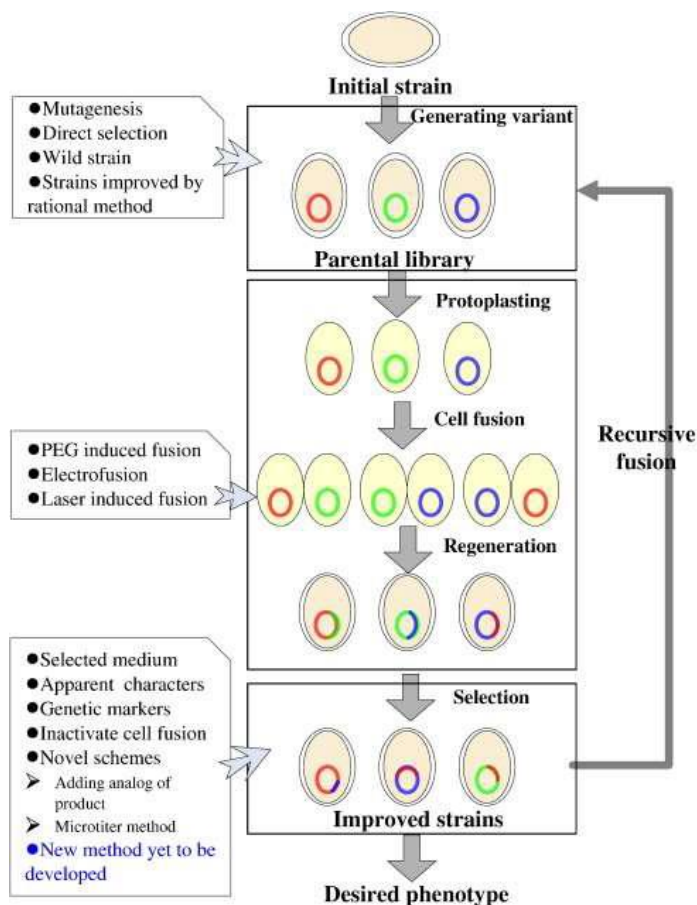 Initial strain
●Mutagenesis
●Direct selection
●Wild strain
●Strains improved by
rational method
Generating variant
Parental library
Protoplasting
Cell fusion
●PEG induced fusion
●Electrofusion
●Laser induced fusion
Recursive
fusion
Regeneration
●Selected medium
●Apparent characters
●Genetic markers
●Inactivate cell fusion
●Novel schemes
➢ Adding analog of
product
➢ Microtiter method
●New method yet to be
developed
Selection
Improved strains
Desired phenotype